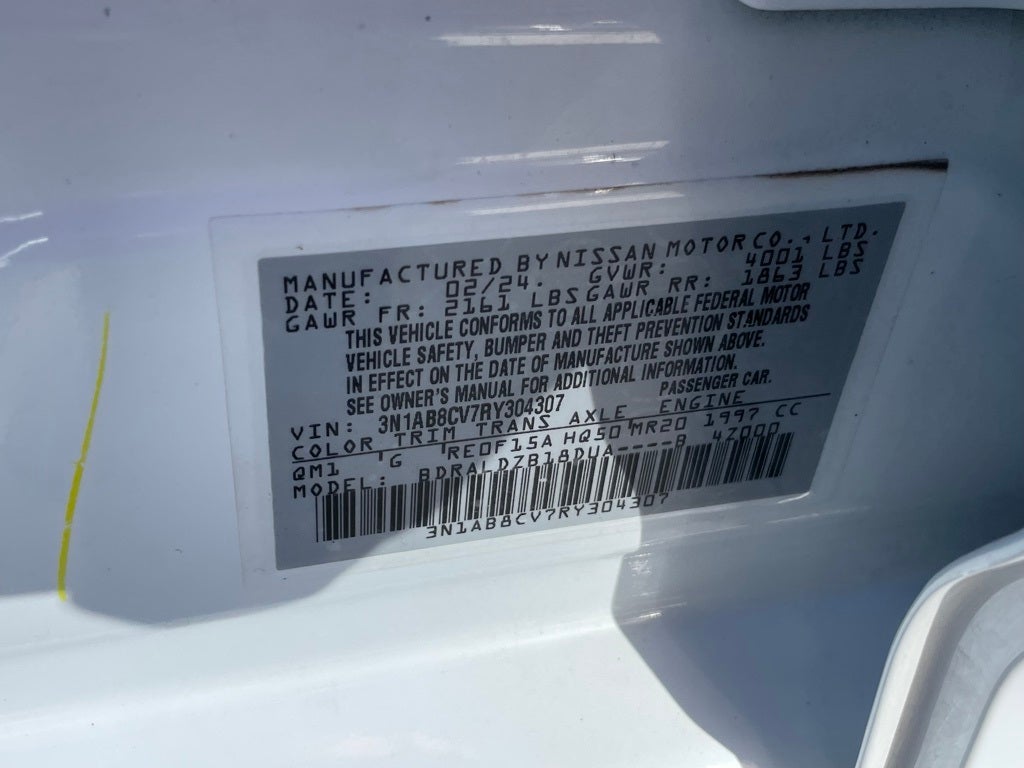 MANUFACTURED BY NISSAN MOTOR CO., LTD.
DATE: 02/24. GVWR: 4001 LBS
GAWR FR: 2161 LBS GAWR RR: 1863 LBS
THIS VEHICLE CONFORMS TO ALL APPLICABLE FEDERAL MOTOR
VEHICLE SAFETY, BUMPER AND THEFT PREVENTION STANDARDS
IN EFFECT ON THE DATE OF MANUFACTURE SHOWN ABOVE.
SEE OWNER'S MANUAL FOR ADDITIONAL INFORMATION.
VIN: 3N1AB8CV7RY304307 PASSENGER CAR.
COLOR TRIM TRANS AXLE ENGINE
QM1 G RE0F15A HQ50 MR20 1997 CC
MODEL: BDRALDZB18DUA----B 47000
3N1AB8CV7RY304307